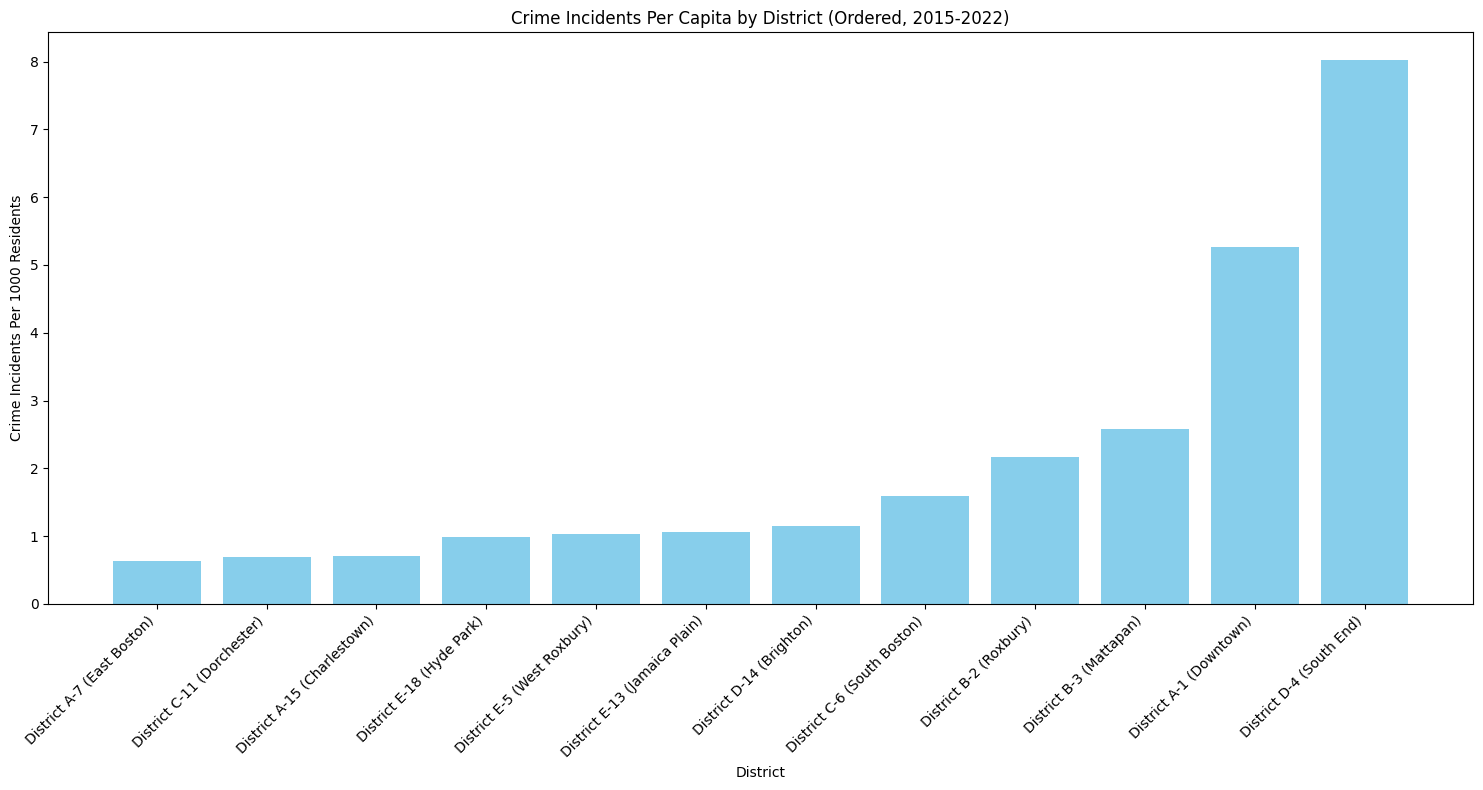 Crime Incidents Per Capita by District (Ordered, 2015-2022)
Crime Incidents Per 1000 Residents
8
7
6
5
4
3
2
1
0
District A-7 (East Boston)
District C-11 (Dorchester)
District A-15 (Charlestown)
District E-18 (Hyde Park)
District E-5 (West Roxbury)
District E-13 (Jamaica Plain)
District D-14 (Brighton)
District C-6 (South Boston)
District B-2 (Roxbury)
District B-3 (Mattapan)
District A-1 (Downtown)
District D-4 (South End)
District